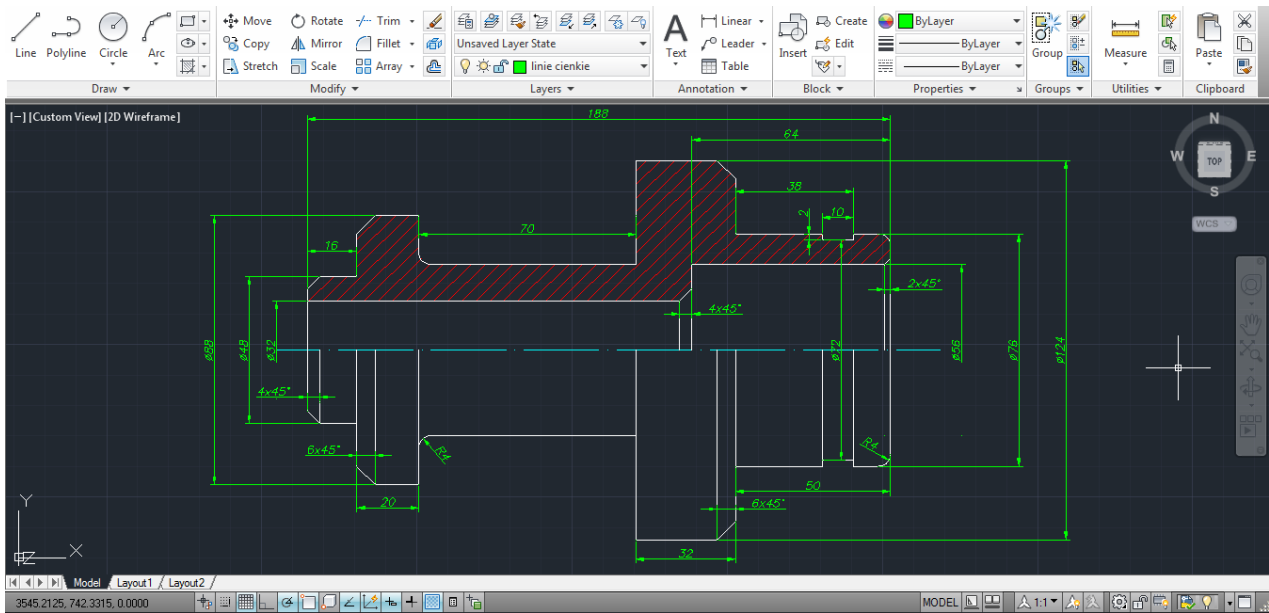 Move Rotate Trim
Line Polyline Circle Arc
Copy Mirror Fillet
Stretch Scale Array
Draw
Modify
Unsaved Layer State
linie cienkie
Layers
Text
Linear
Leader
Table
Annotation
Insert
Create
Edit
Block
ByLayer
ByLayer
ByLayer
Properties
Group
Groups
Measure
Utilities
Paste
Clipboard
[-] [Custom View] [2D Wireframe]
188
64
38
2
10
16
70
2x45°
4x45°
ø88
ø48
ø32
ø72
ø56
ø76
ø124
4x45°
6x45°
R4
R4
20
50
6x45°
32
N
W TOP E
S
WCS
Y
X
Z
Model Layout1 Layout2
3545.2125, 742.3315, 0.0000
MODEL
1:1